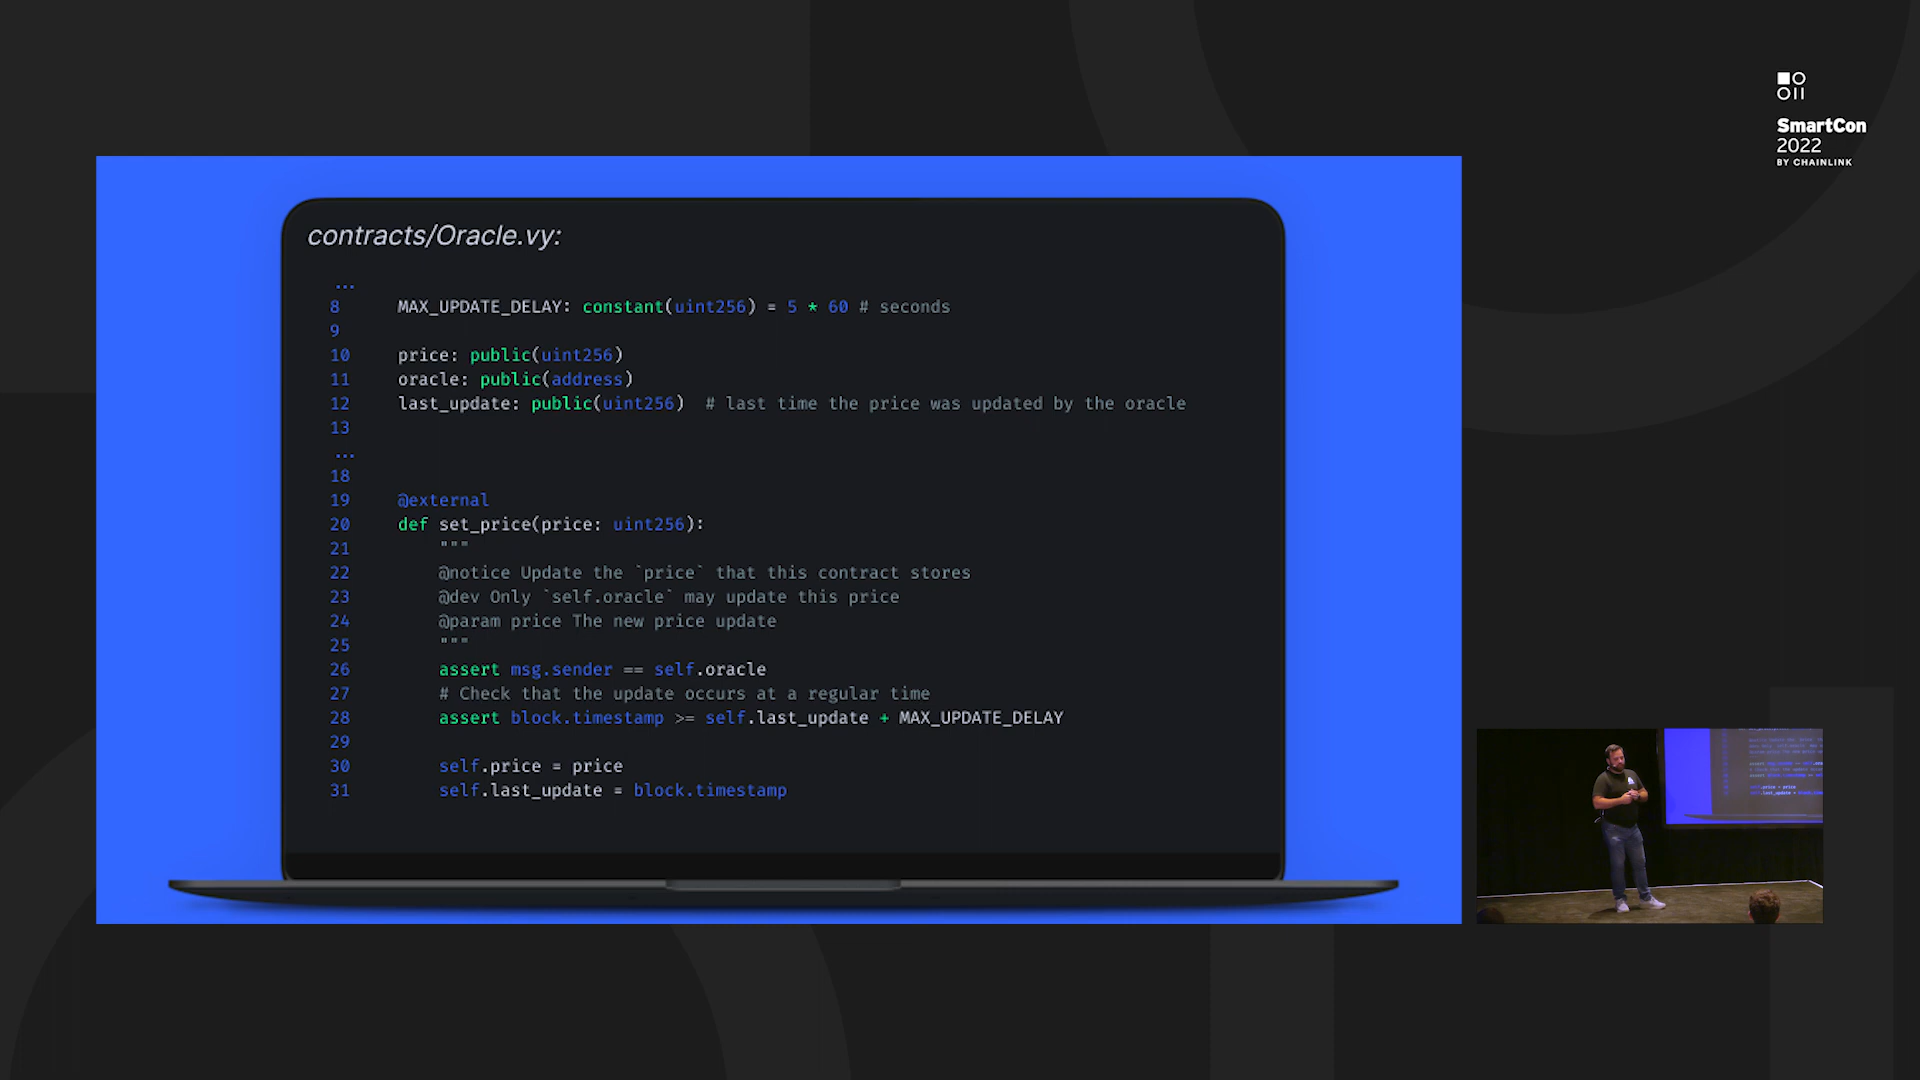 SmartCon
2022
BY CHAINLINK
contracts/Oracle.vy:
...
8 MAX_UPDATE_DELAY: constant(uint256) = 5 * 60 # seconds
9
10 price: public(uint256)
11 oracle: public(address)
12 last_update: public(uint256)  # last time the price was updated by the oracle
13
...
18
19 @external
20 def set_price(price: uint256):
21     """
22     @notice Update the `price` that this contract stores
23     @dev Only `self.oracle` may update this price
24     @param price The new price update
25     """
26     assert msg.sender == self.oracle
27     # Check that the update occurs at a regular time
28     assert block.timestamp >= self.last_update + MAX_UPDATE_DELAY
29
30     self.price = price
31     self.last_update = block.timestamp